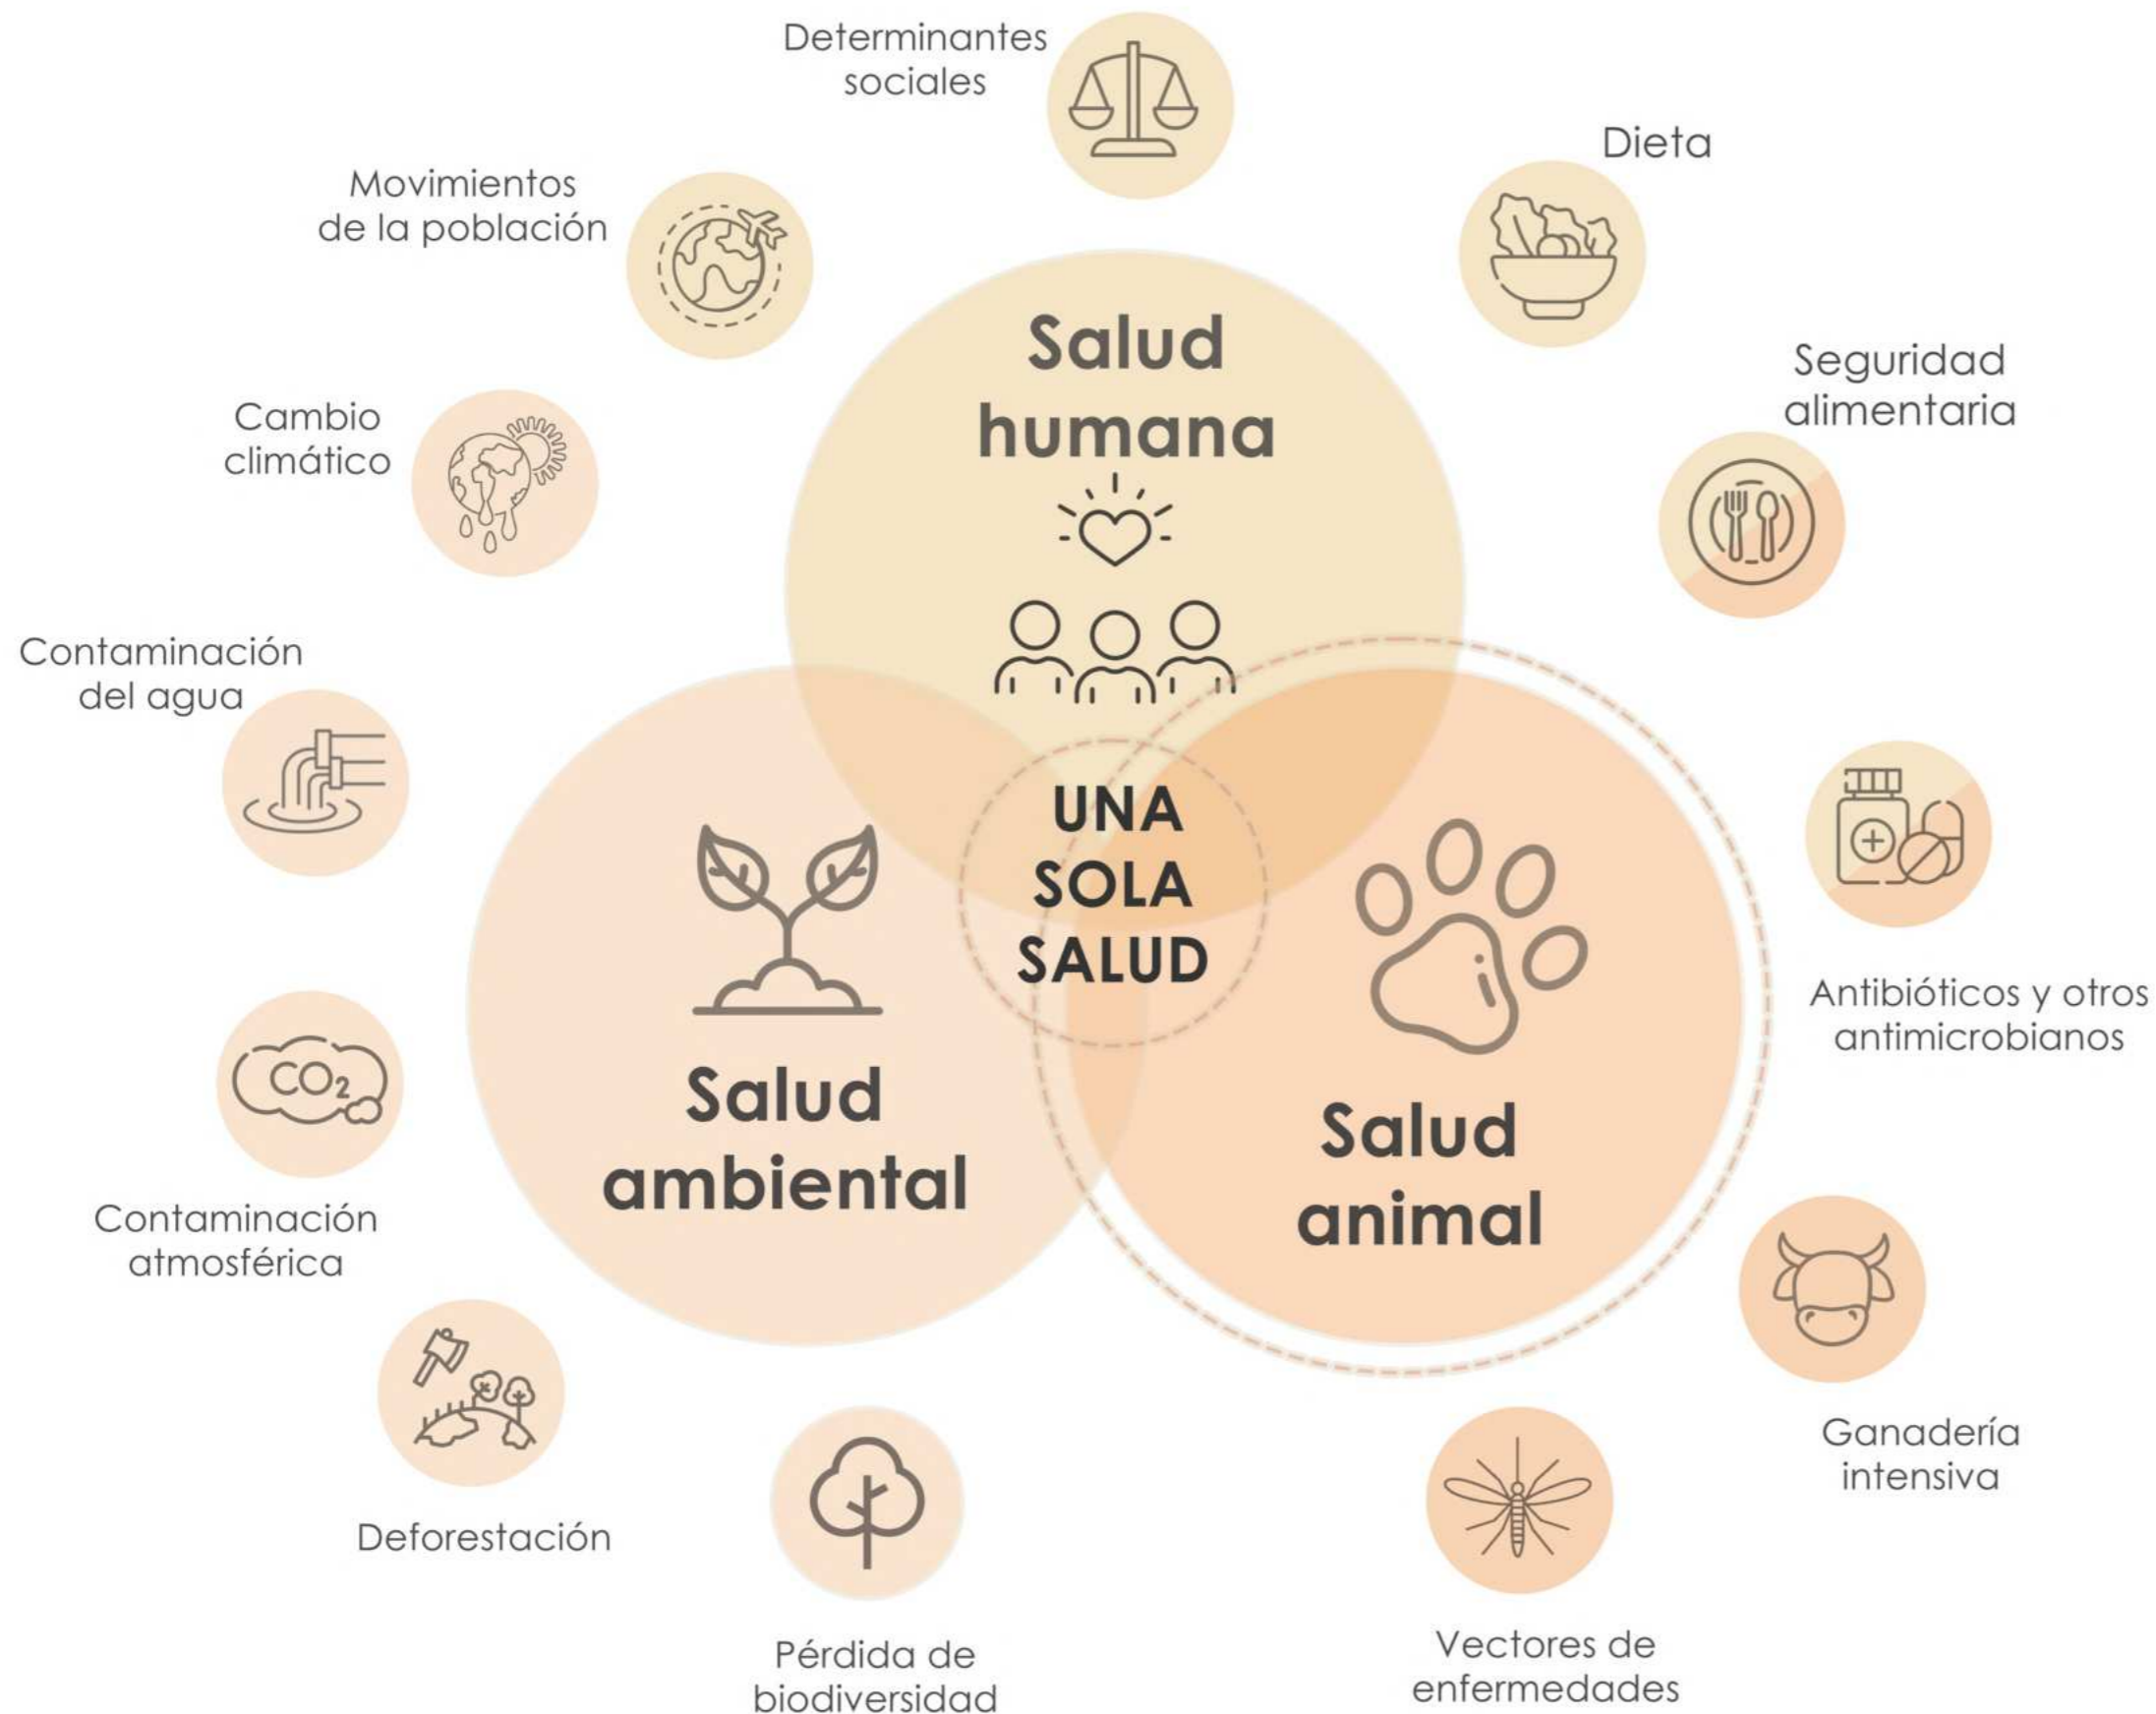 Determinantes
sociales
Dieta
Movimientos
de la población
Seguridad
alimentaria
Salud
humana
Cambio
climático
Contaminación
del agua
UNA
SOLA
SALUD
Antibióticos y otros
antimicrobianos
CO₂
Salud
ambiental
Salud
animal
Contaminación
atmosférica
Ganadería
intensiva
Deforestación
Pérdida de
biodiversidad
Vectores de
enfermedades